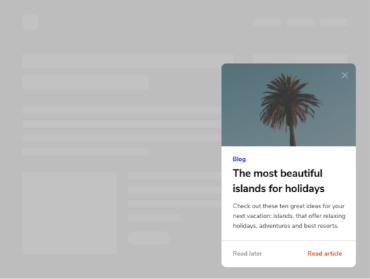 Blog
The most beautiful
islands for holidays
Check out these ten great ideas for your
next vacation: islands, that offer relaxing
holidays, adventures and best resorts.
Read later
Read article